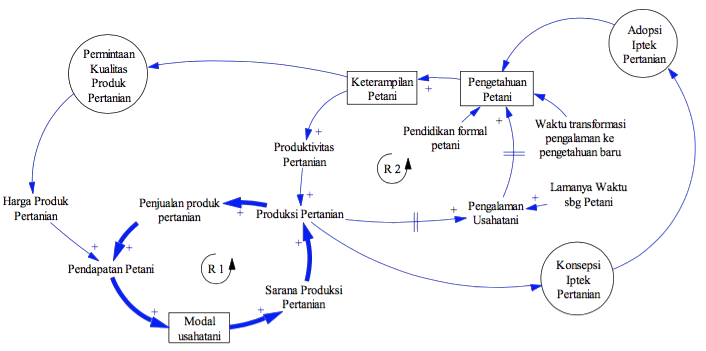 Permintaan
Kualitas
Produk
Pertanian
Adopsi
Iptek
Pertanian
Keterampilan
Petani
+
Pengetahuan
Petani
+
Pendidikan formal
petani
Waktu transformasi
pengalaman ke
pengetahuan baru
+
Produktivitas
Pertanian
R 2
Harga Produk
Pertanian
Penjualan produk
pertanian
+
+
Produksi Pertanian
+
Pengalaman
Usahatani
+
Lamanya Waktu
sbg Petani
+
+
Pendapatan Petani
R 1
+
Sarana Produksi
Pertanian
Konsepsi
Iptek
Pertanian
+
Modal
usahatani
+